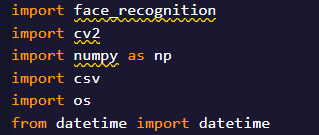 import face_recognition
import cv2
import numpy as np
import csv
import os
from datetime import datetime